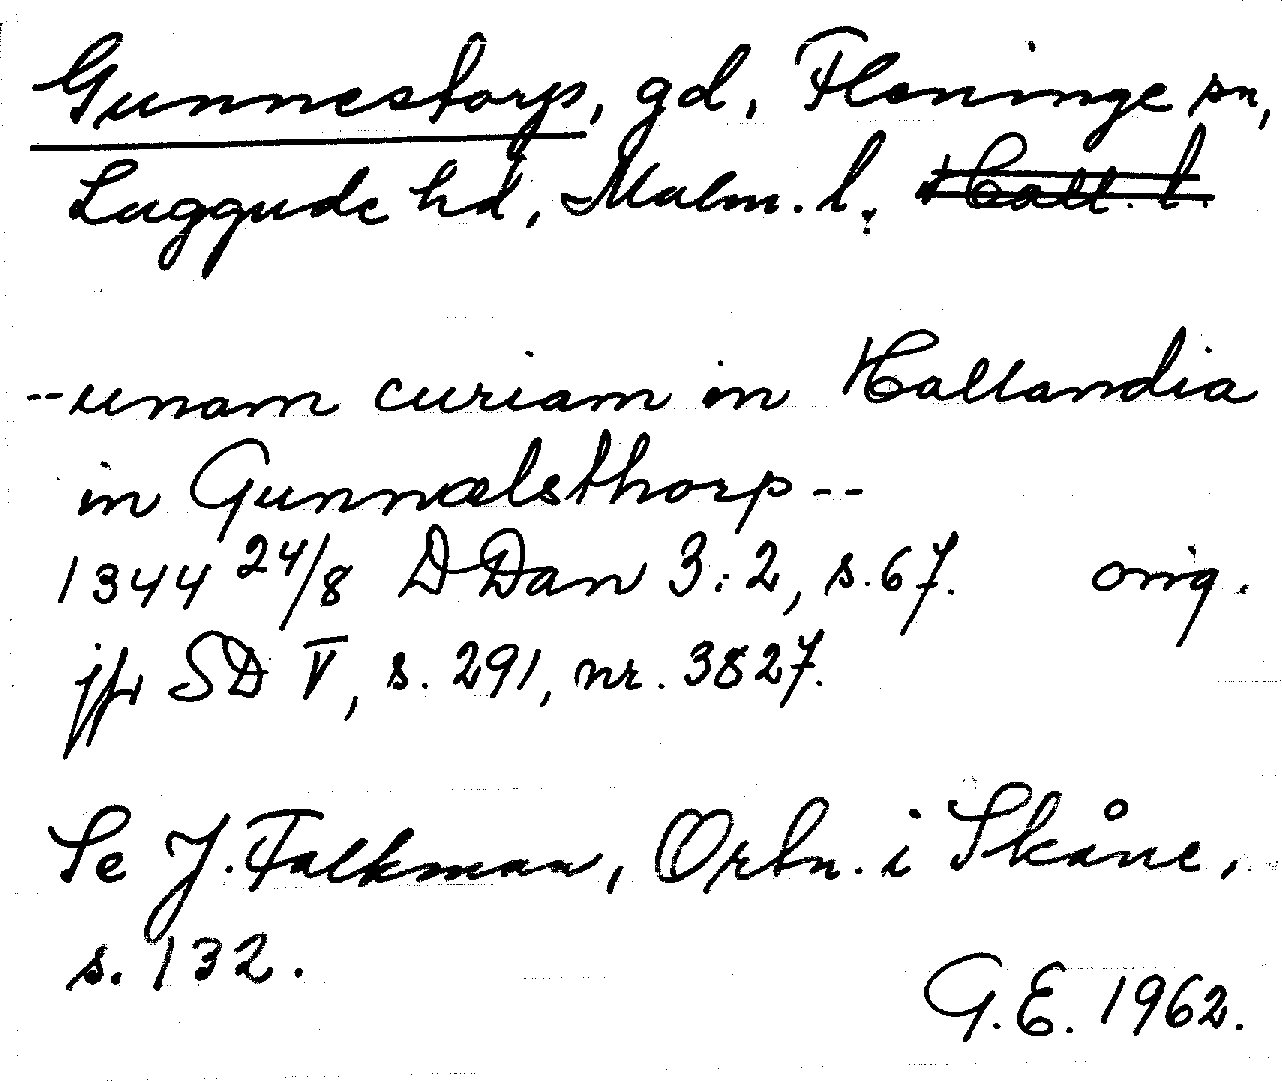 Gunnestorp, gd, Fleninge sn,
Luggude hd, Malm. l. Hall. l.
-- unam curiam in Hallandia
in Gunnælsthorp --
1344 24/8 DDan 3:2, s. 67. orig.
jfr SD V, s. 291, nr. 3827.
Se J. Falkman, Ortn. i Skåne,
s. 132.
G.E. 1962.